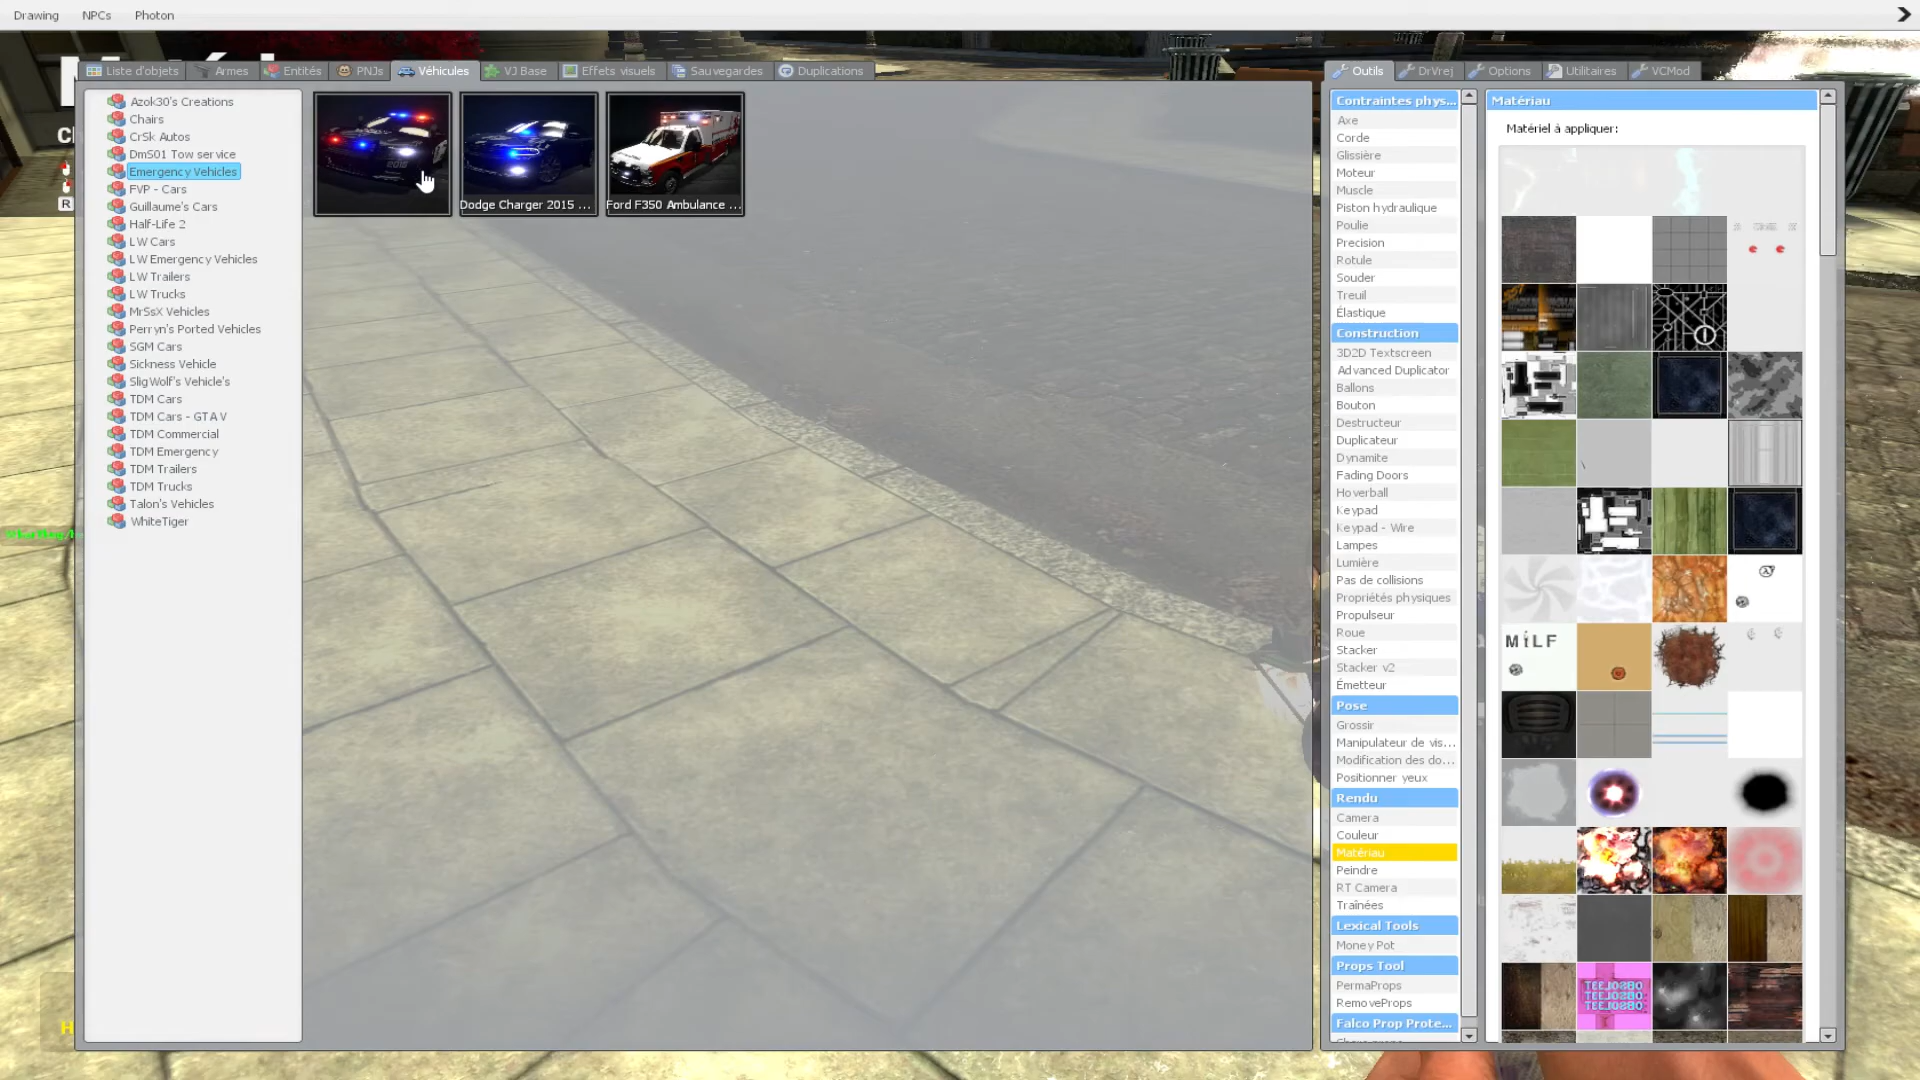 Drawing NPCs Photon
Liste d'objets Armes Entités PNJs Véhicules VJ Base Effets visuels Sauvegardes Duplications
Azok30's Creations
Chairs
CrSk Autos
DmS01 Tow service
Emergency Vehicles
FVP - Cars
Guillaume's Cars
Half-Life 2
LW Cars
LW Emergency Vehicles
LW Trailers
LW Trucks
MrSsX Vehicles
Perryn's Ported Vehicles
SGM Cars
Sickness Vehicle
SligWolf's Vehicle's
TDM Cars
TDM Cars - GTA V
TDM Commercial
TDM Emergency
TDM Trailers
TDM Trucks
Talon's Vehicles
WhiteTiger
R
Dodge Charger 2015 ...
Ford F350 Ambulance ...
Outils DrVrej Options Utilitaires VCMod
Contraintes phys...
Axe
Corde
Glissière
Moteur
Muscle
Piston hydraulique
Poulie
Precision
Rotule
Souder
Treuil
Élastique
Construction
3D2D Textscreen
Advanced Duplicator
Ballons
Bouton
Destructeur
Duplicateur
Dynamite
Fading Doors
Hoverball
Keypad
Keypad - Wire
Lampes
Lumière
Pas de collisions
Propriétés physiques
Propulseur
Roue
Stacker
Stacker v2
Émetteur
Pose
Grossir
Manipulateur de vis...
Modification des do...
Positionner yeux
Rendu
Camera
Couleur
Matériau
Peindre
RT Camera
Traînées
Lexical Tools
Money Pot
Props Tool
PermaProps
RemoveProps
Falco Prop Prote...
Matériau
Matériel à appliquer:
MILF